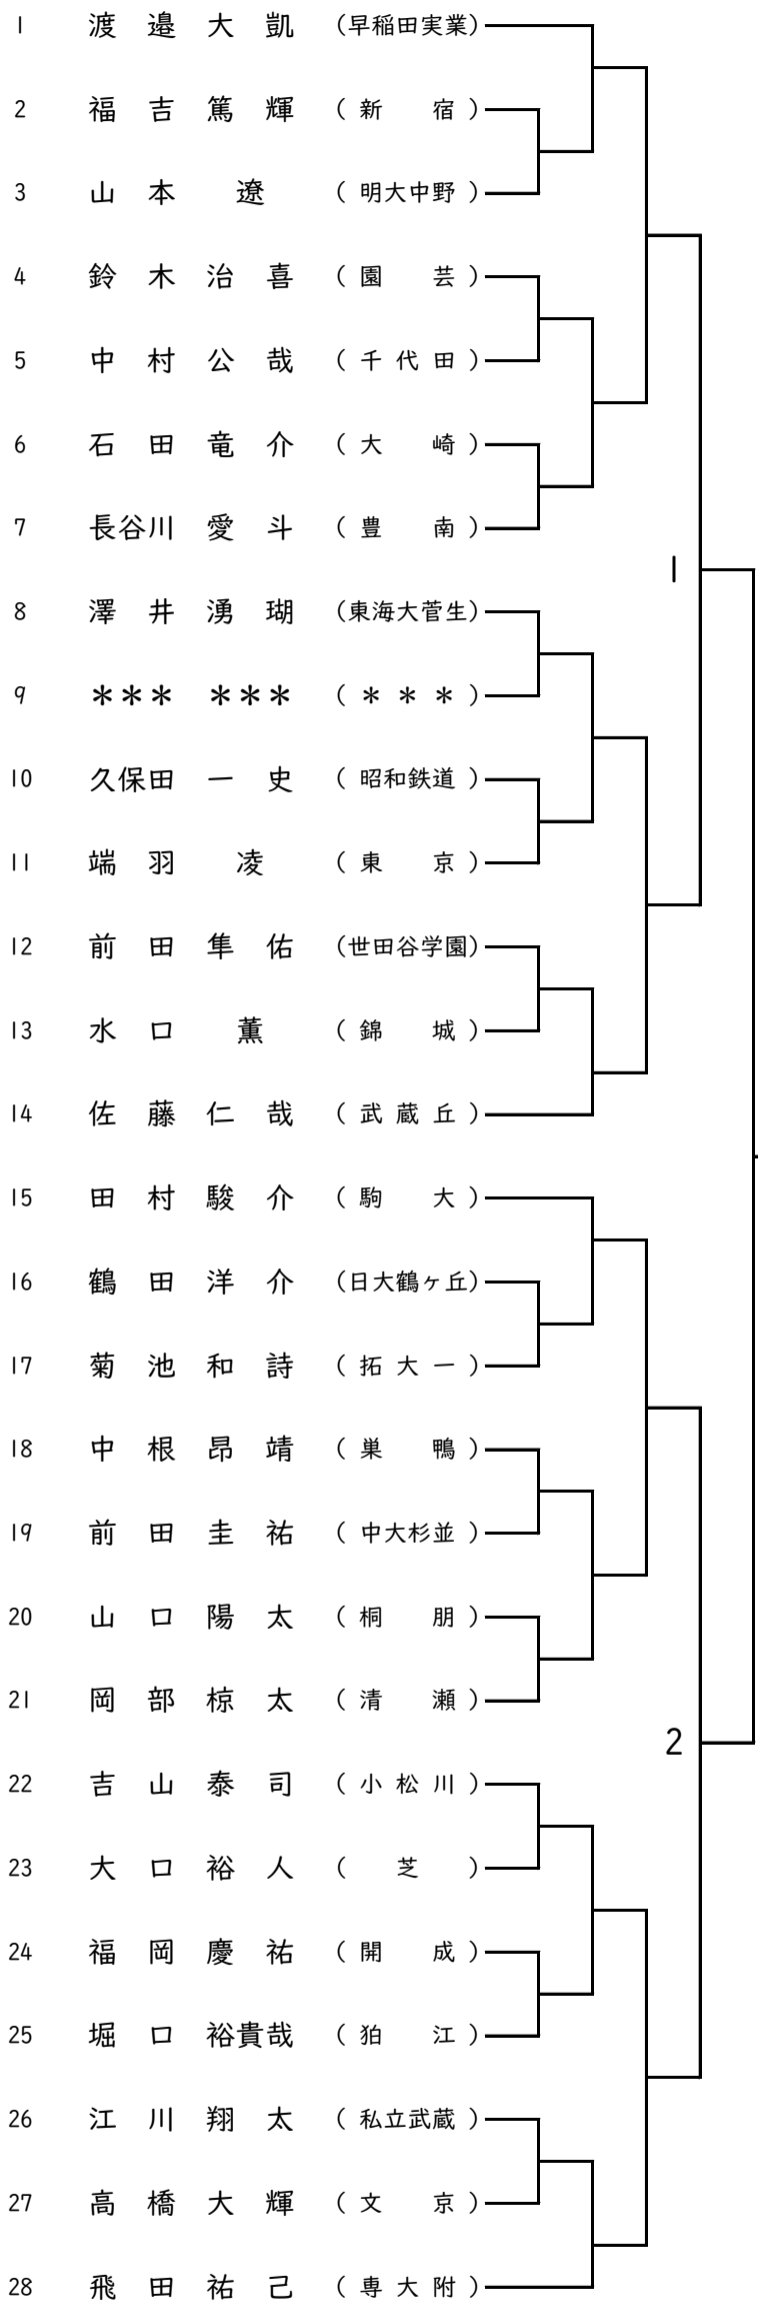 1 渡邉大凱 (早稲田実業)
2 福吉篤輝 (新宿)
3 山本遼 (明大中野)
4 鈴木治喜 (園芸)
5 中村公哉 (千代田)
6 石田竜介 (大崎)
7 長谷川愛斗 (豊南)
1
8 澤井湧瑚 (東海大菅生)
9 *** *** (***)
10 久保田一史 (昭和鉄道)
11 端羽凌 (東京)
12 前田隼佑 (世田谷学園)
13 水口薫 (錦城)
14 佐藤仁哉 (武蔵丘)
15 田村駿介 (駒大)
16 鶴田洋介 (日大鶴ヶ丘)
17 菊池和詩 (拓大一)
18 中根昂靖 (巣鴨)
19 前田圭祐 (中大杉並)
20 山口陽太 (桐朋)
21 岡部椋太 (清瀬)
2
22 吉山泰司 (小松川)
23 大口裕人 (芝)
24 福岡慶祐 (開成)
25 堀口裕貴哉 (狛江)
26 江川翔太 (私立武蔵)
27 高橋大輝 (文京)
28 飛田祐己 (専大附)